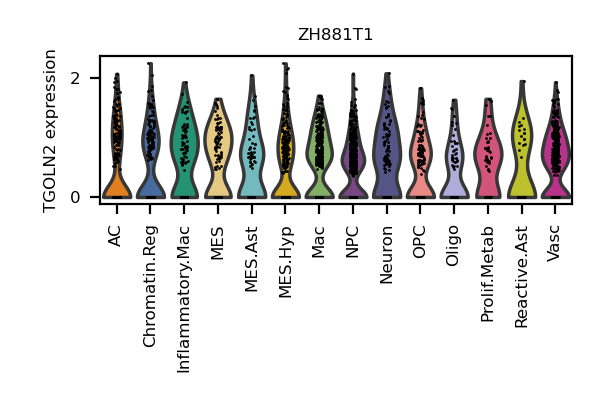 ZH881T1
TGOLN2 expression
2
0
AC
Chromatin.Reg
Inflammatory.Mac
MES
MES.Ast
MES.Hyp
Mac
NPC
Neuron
OPC
Oligo
Prolif.Metab
Reactive.Ast
Vasc